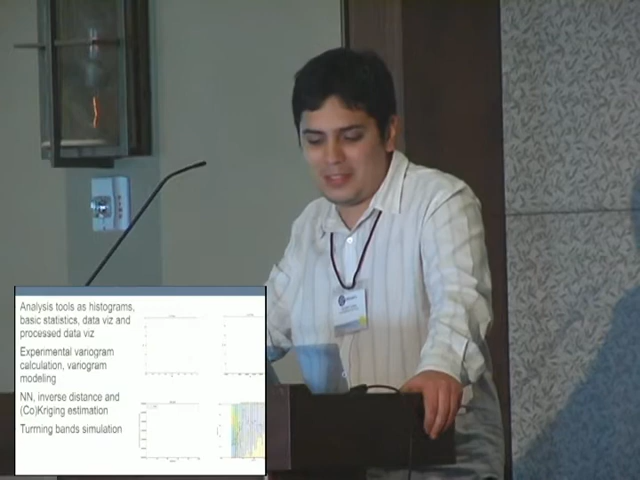 Analysis tools as histograms,
basic statistics, data viz and
processed data viz
Experimental variogram
calculation, variogram
modeling
NN, inverse distance and
(Co)Kriging estimation
Turrning bands simulation